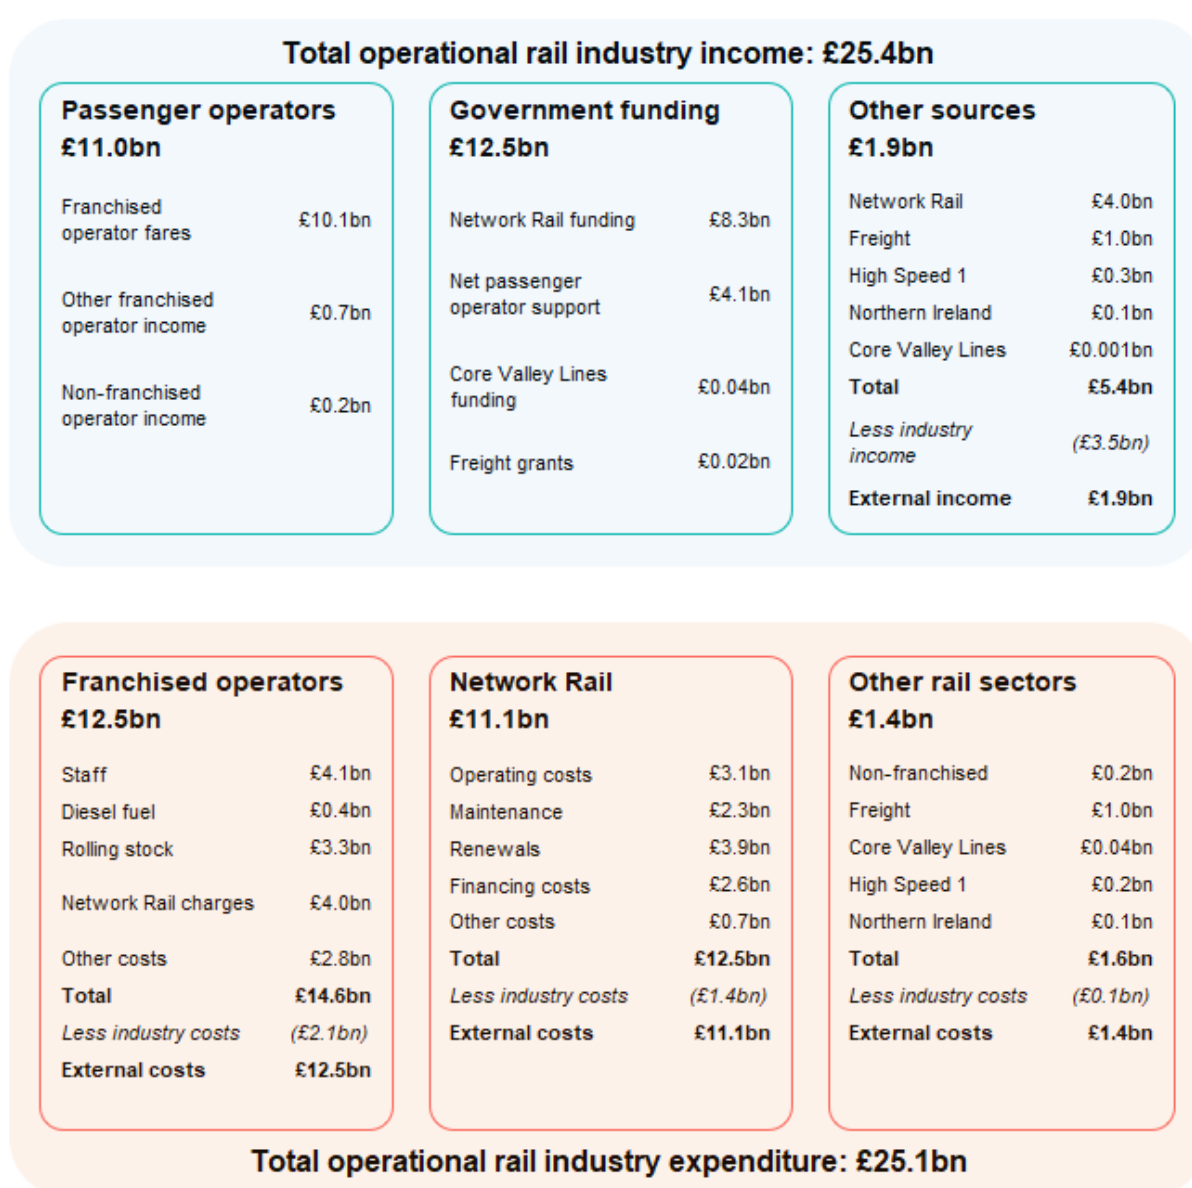 Total operational rail industry income: £25.4bn
Passenger operators
£11.0bn
Franchised
operator fares £10.1bn
Other franchised
operator income £0.7bn
Non-franchised
operator income £0.2bn
Government funding
£12.5bn
Network Rail funding £8.3bn
Net passenger
operator support £4.1bn
Core Valley Lines
funding £0.04bn
Freight grants £0.02bn
Other sources
£1.9bn
Network Rail £4.0bn
Freight £1.0bn
High Speed 1 £0.3bn
Northern Ireland £0.1bn
Core Valley Lines £0.001bn
Total £5.4bn
Less industry
income (£3.5bn)
External income £1.9bn
Franchised operators
£12.5bn
Staff £4.1bn
Diesel fuel £0.4bn
Rolling stock £3.3bn
Network Rail charges £4.0bn
Other costs £2.8bn
Total £14.6bn
Less industry costs (£2.1bn)
External costs £12.5bn
Network Rail
£11.1bn
Operating costs £3.1bn
Maintenance £2.3bn
Renewals £3.9bn
Financing costs £2.6bn
Other costs £0.7bn
Total £12.5bn
Less industry costs (£1.4bn)
External costs £11.1bn
Other rail sectors
£1.4bn
Non-franchised £0.2bn
Freight £1.0bn
Core Valley Lines £0.04bn
High Speed 1 £0.2bn
Northern Ireland £0.1bn
Total £1.6bn
Less industry costs (£0.1bn)
External costs £1.4bn
Total operational rail industry expenditure: £25.1bn